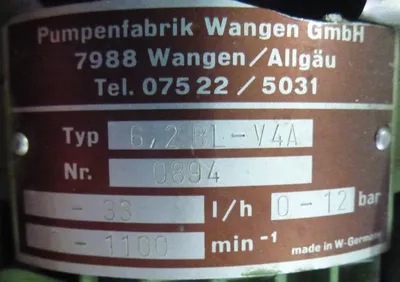 Pumpenfabrik Wangen GmbH
7988 Wangen/Allgäu
Tel. 075 22 / 5031
Typ 6,2 L-V4A
Nr. 0894
- 33 l/h 0-12 bar
- 1100 min⁻¹
made in W-Germany